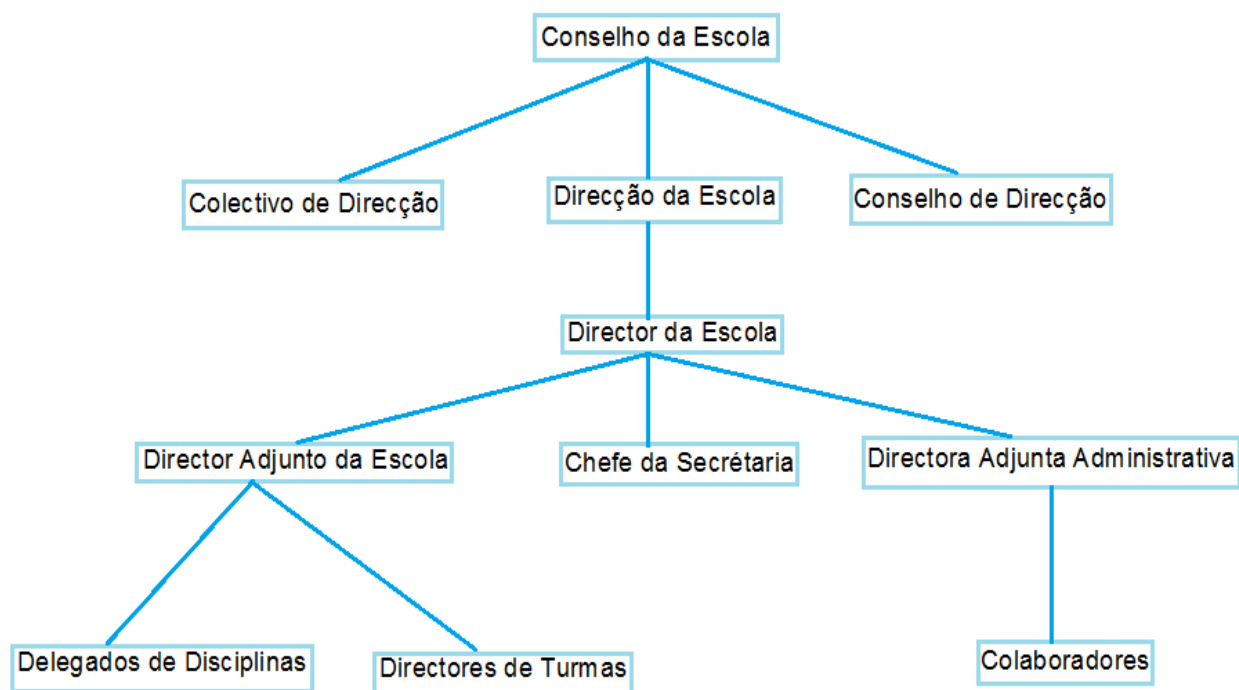 Conselho da Escola
Colectivo de Direcção
Direcção da Escola
Conselho de Direcção
Director da Escola
Director Adjunto da Escola
Chefe da Secrétaria
Directora Adjunta Administrativa
Delegados de Disciplinas
Directores de Turmas
Colaboradores